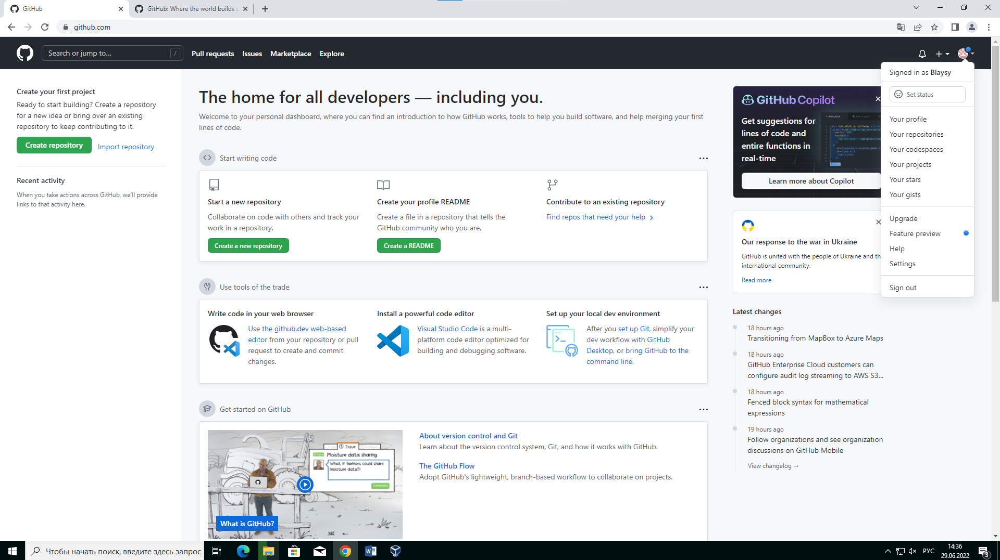 GitHub
GitHub: Where the world builds s
github.com
Search or jump to...
/
Pull requests
Issues
Marketplace
Explore
Signed in as Blaysy
Set status
Your profile
Your repositories
Your codespaces
Your projects
Your stars
Your gists
Upgrade
Feature preview
Help
Settings
Sign out
Create your first project
Ready to start building? Create a repository
for a new idea or bring over an existing
repository to keep contributing to it.
Create repository
Import repository
Recent activity
When you take actions across GitHub, we'll provide
links to that activity here.
The home for all developers — including you.
Welcome to your personal dashboard, where you can find an introduction to how GitHub works, tools to help you build software, and help merging your first
lines of code.
Start writing code
Start a new repository
Collaborate on code with others and track your
work in a repository.
Create a new repository
Create your profile README
Create a file in a repository that tells the
GitHub community who you are.
Create a README
Contribute to an existing repository
Find repos that need your help
Use tools of the trade
Write code in your web browser
Use the github.dev web-based
editor from your repository or pull
request to create and commit
changes.
Install a powerful code editor
Visual Studio Code is a multi-
platform code editor optimized for
building and debugging software.
Set up your local dev environment
After you set up Git, simplify your
dev workflow with GitHub
Desktop, or bring GitHub to the
command line.
Get started on GitHub
Issue
Open
Moisture data sharing
What if farmers could share
moisture data?!
Comment
What is GitHub?
About version control and Git
Learn about the version control system, Git, and how it works with GitHub.
The GitHub Flow
Adopt GitHub's lightweight, branch-based workflow to collaborate on projects.
GitHub Copilot
Get suggestions for
lines of code and
entire functions in
real-time
Learn more about Copilot
Our response to the war in Ukraine
GitHub is united with the people of Ukraine and th
international community.
Read more
Latest changes
18 hours ago
Transitioning from MapBox to Azure Maps
18 hours ago
GitHub Enterprise Cloud customers can
configure audit log streaming to AWS S3...
18 hours ago
Fenced block syntax for mathematical
expressions
19 hours ago
Follow organizations and see organization
discussions on GitHub Mobile
View changelog →
Чтобы начать поиск, введите здесь запрос
РУС
14:36
29.06.2022
3